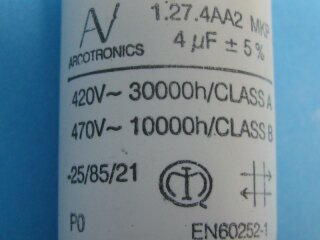 1.27.4AA2 MKP
ARCOTRONICS
4 µF ± 5%
420V~ 30000h/CLASS A
470V~ 10000h/CLASS B
-25/85/21
P0
EN60252-1